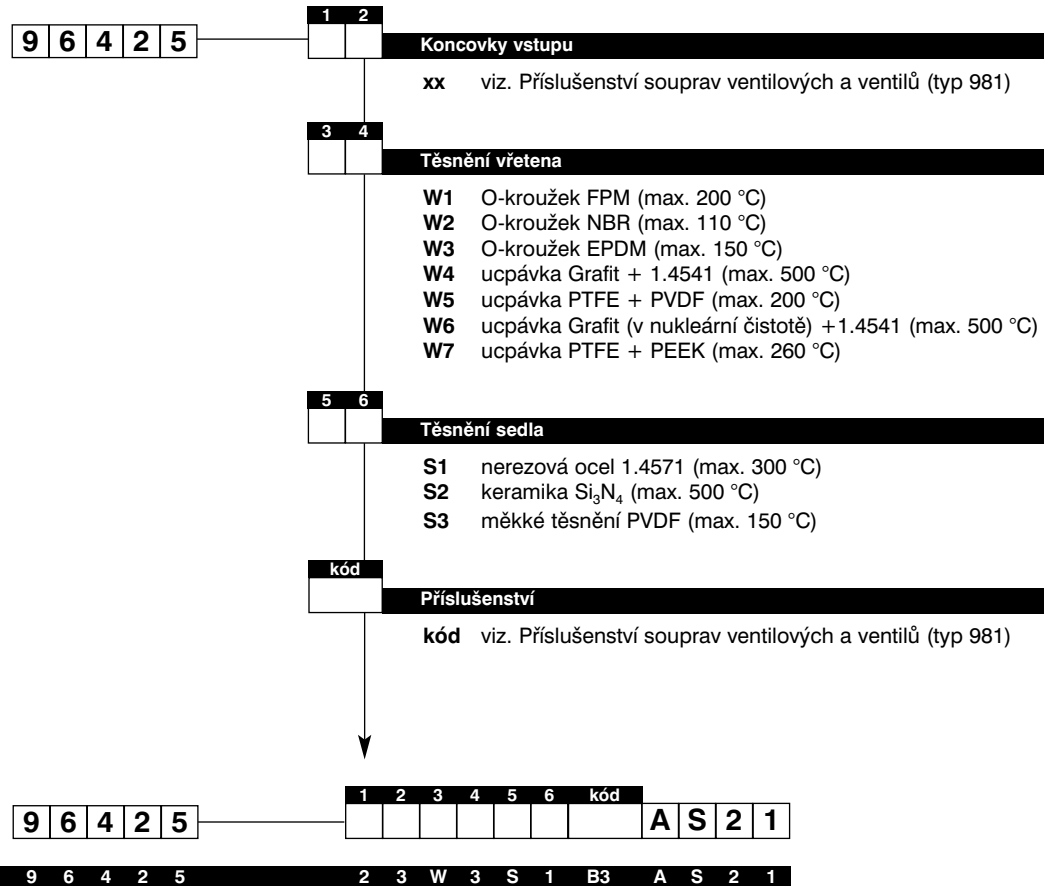 1 2
9 6 4 2 5
Koncovky vstupu
xx viz. Příslušenství souprav ventilových a ventilů (typ 981)
3 4
Těsnění vřetena
W1 O-kroužek FPM (max. 200 °C)
W2 O-kroužek NBR (max. 110 °C)
W3 O-kroužek EPDM (max. 150 °C)
W4 ucpávka Grafit + 1.4541 (max. 500 °C)
W5 ucpávka PTFE + PVDF (max. 200 °C)
W6 ucpávka Grafit (v nukleární čistotě) +1.4541 (max. 500 °C)
W7 ucpávka PTFE + PEEK (max. 260 °C)
5 6
Těsnění sedla
S1 nerezová ocel 1.4571 (max. 300 °C)
S2 keramika Si₃N₄ (max. 500 °C)
S3 měkké těsnění PVDF (max. 150 °C)
kód
Příslušenství
kód viz. Příslušenství souprav ventilových a ventilů (typ 981)
1 2 3 4 5 6 kód
9 6 4 2 5 A S 2 1
9 6 4 2 5 2 3 W 3 S 1 B3 A S 2 1